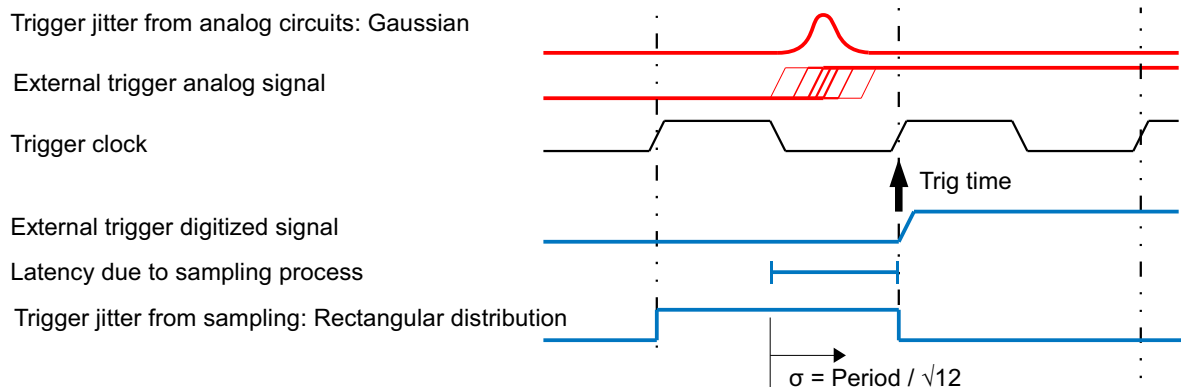 Trigger jitter from analog circuits: Gaussian
External trigger analog signal
Trigger clock
Trig time
External trigger digitized signal
Latency due to sampling process
Trigger jitter from sampling: Rectangular distribution
σ = Period / √12